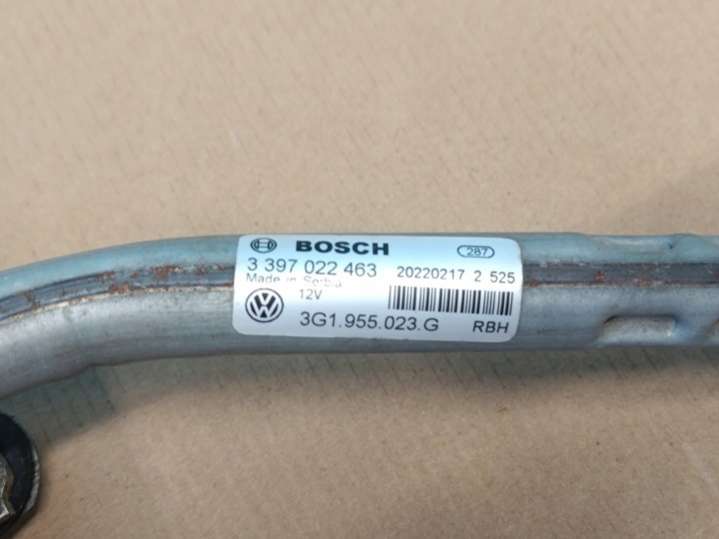 BOSCH 287
3 397 022 463 20220217 2 525
Made in Serbia
12V
3G1.955.023.G RBH